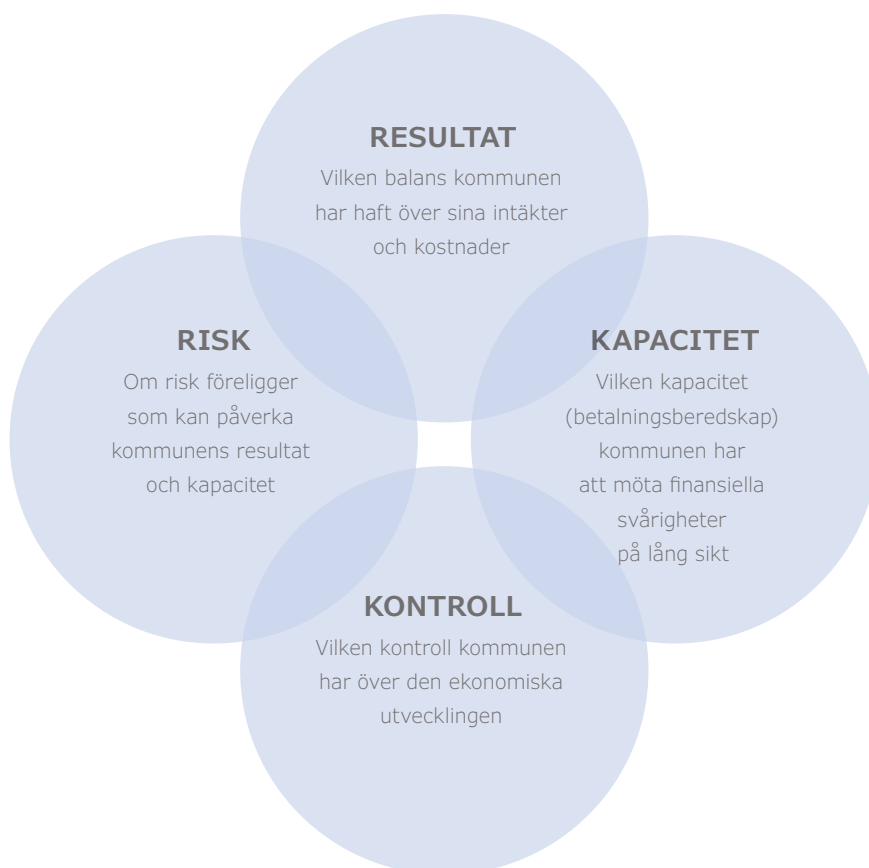 RESULTAT
Vilken balans kommunen
har haft över sina intäkter
och kostnader
RISK
Om risk föreligger
som kan påverka
kommunens resultat
och kapacitet
KAPACITET
Vilken kapacitet
(betalningsberedskap)
kommunen har
att möta finansiella
svårigheter
på lång sikt
KONTROLL
Vilken kontroll kommunen
har över den ekonomiska
utvecklingen